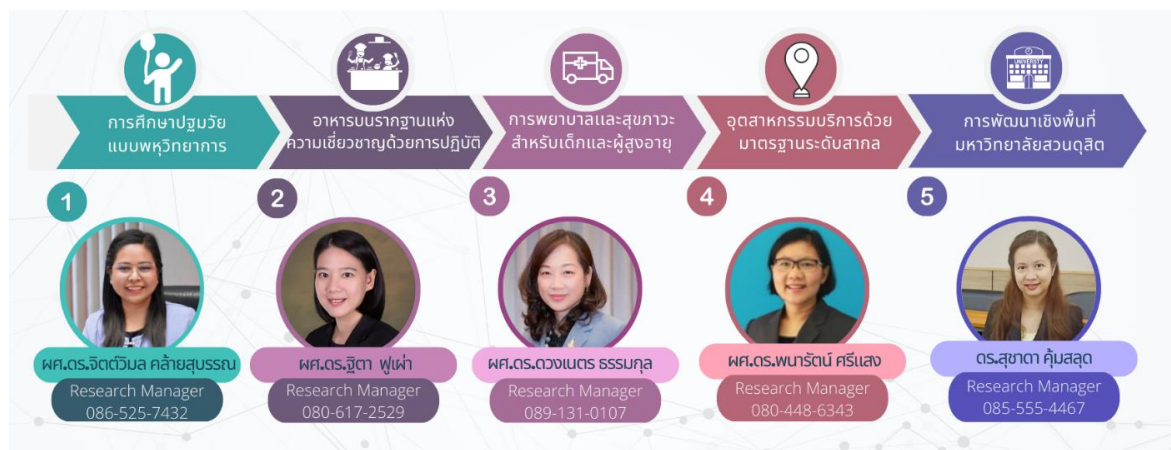 UNIVERSITY
การศึกษาปฐมวัย
แบบพหุวิทยาการ
อาหารบนรากฐานแห่ง
ความเชี่ยวชาญด้วยการปฏิบัติ
การพยาบาลและสุขภาวะ
สำหรับเด็กและผู้สูงอายุ
อุตสาหกรรมบริการด้วย
มาตรฐานระดับสากล
การพัฒนาเชิงพื้นที่
มหาวิทยาลัยสวนดุสิต
1
2
3
4
5
ผศ.ดร.จิตต์วิมล คล้ายสุบรรณ
Research Manager
086-525-7432
ผศ.ดร.ฐิตา ฟูเผ่า
Research Manager
080-617-2529
ผศ.ดร.ดวงเนตร ธรรมกุล
Research Manager
089-131-0107
ผศ.ดร.พนารัตน์ ศรีแสง
Research Manager
080-448-6343
ดร.สุชาดา คุ้มสลุด
Research Manager
085-555-4467